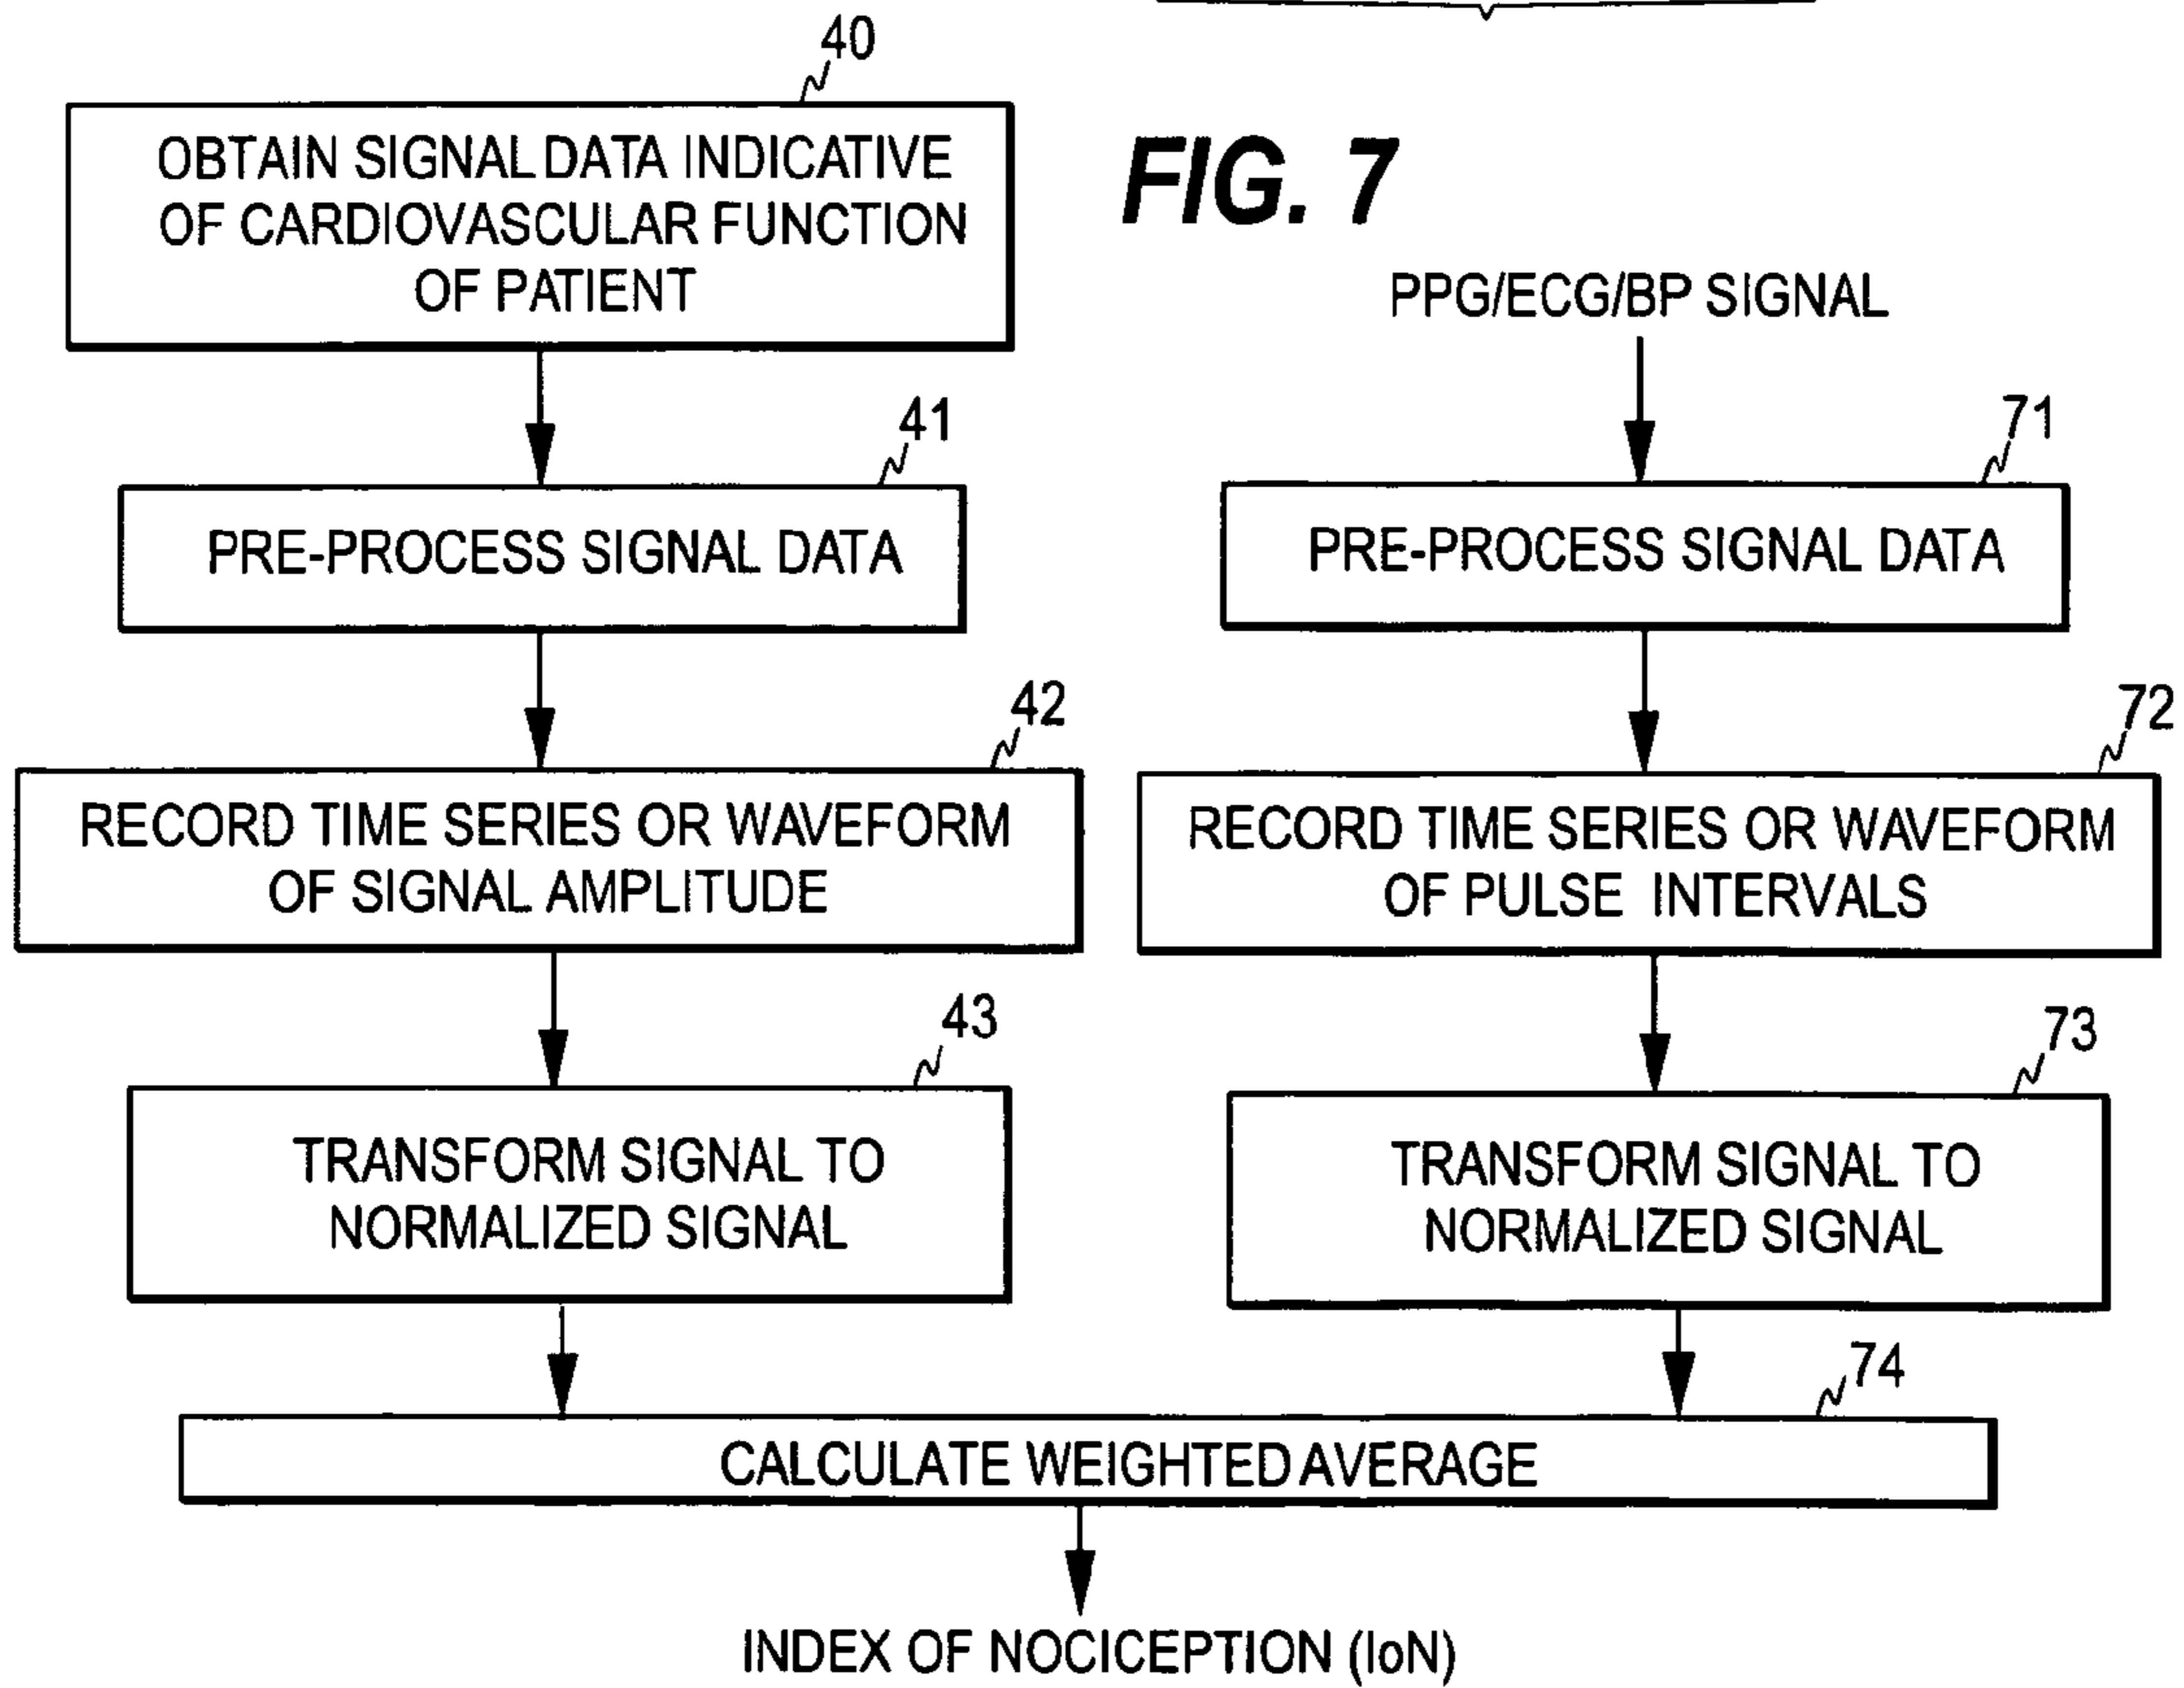 40
OBTAIN SIGNAL DATA INDICATIVE
OF CARDIOVASCULAR FUNCTION
OF PATIENT
FIG. 7
PPG/ECG/BP SIGNAL
41
PRE-PROCESS SIGNAL DATA
71
PRE-PROCESS SIGNAL DATA
42
RECORD TIME SERIES OR WAVEFORM
OF SIGNAL AMPLITUDE
72
RECORD TIME SERIES OR WAVEFORM
OF PULSE INTERVALS
43
TRANSFORM SIGNAL TO
NORMALIZED SIGNAL
73
TRANSFORM SIGNAL TO
NORMALIZED SIGNAL
74
CALCULATE WEIGHTED AVERAGE
INDEX OF NOCICEPTION (IoN)